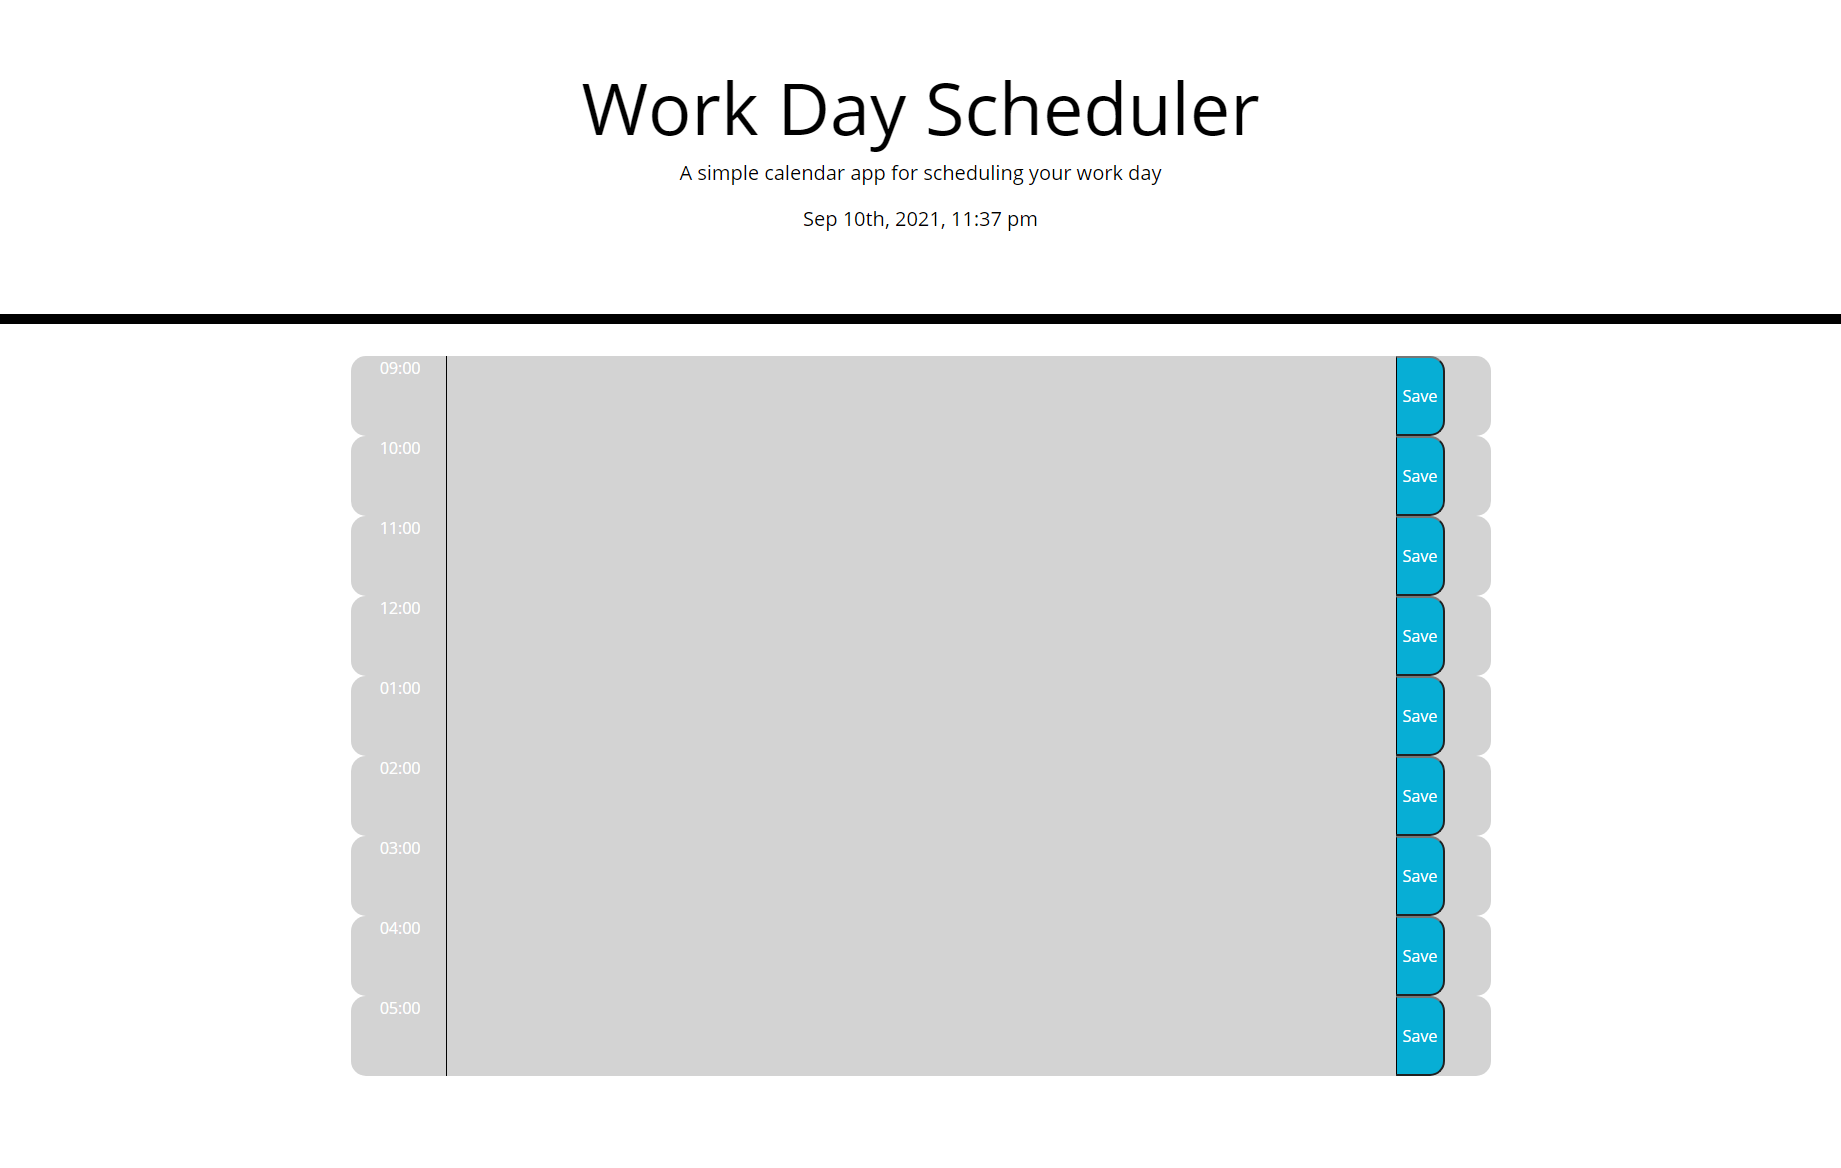 Work Day Scheduler
A simple calendar app for scheduling your work day
Sep 10th, 2021, 11:37 pm
09:00 Save
10:00 Save
11:00 Save
12:00 Save
01:00 Save
02:00 Save
03:00 Save
04:00 Save
05:00 Save